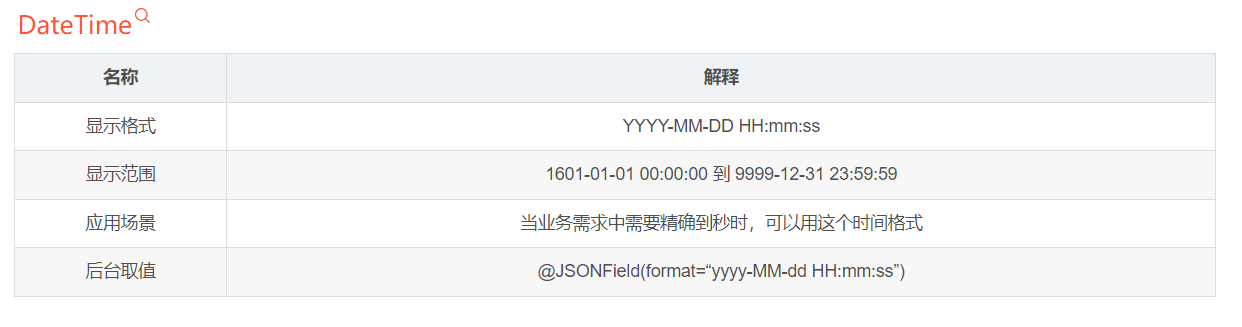 DateTime
名称 解释
显示格式 YYYY-MM-DD HH:mm:ss
显示范围 1601-01-01 00:00:00 到 9999-12-31 23:59:59
应用场景 当业务需求中需要精确到秒时，可以用这个时间格式
后台取值 @JSONField(format=“yyyy-MM-dd HH:mm:ss”)